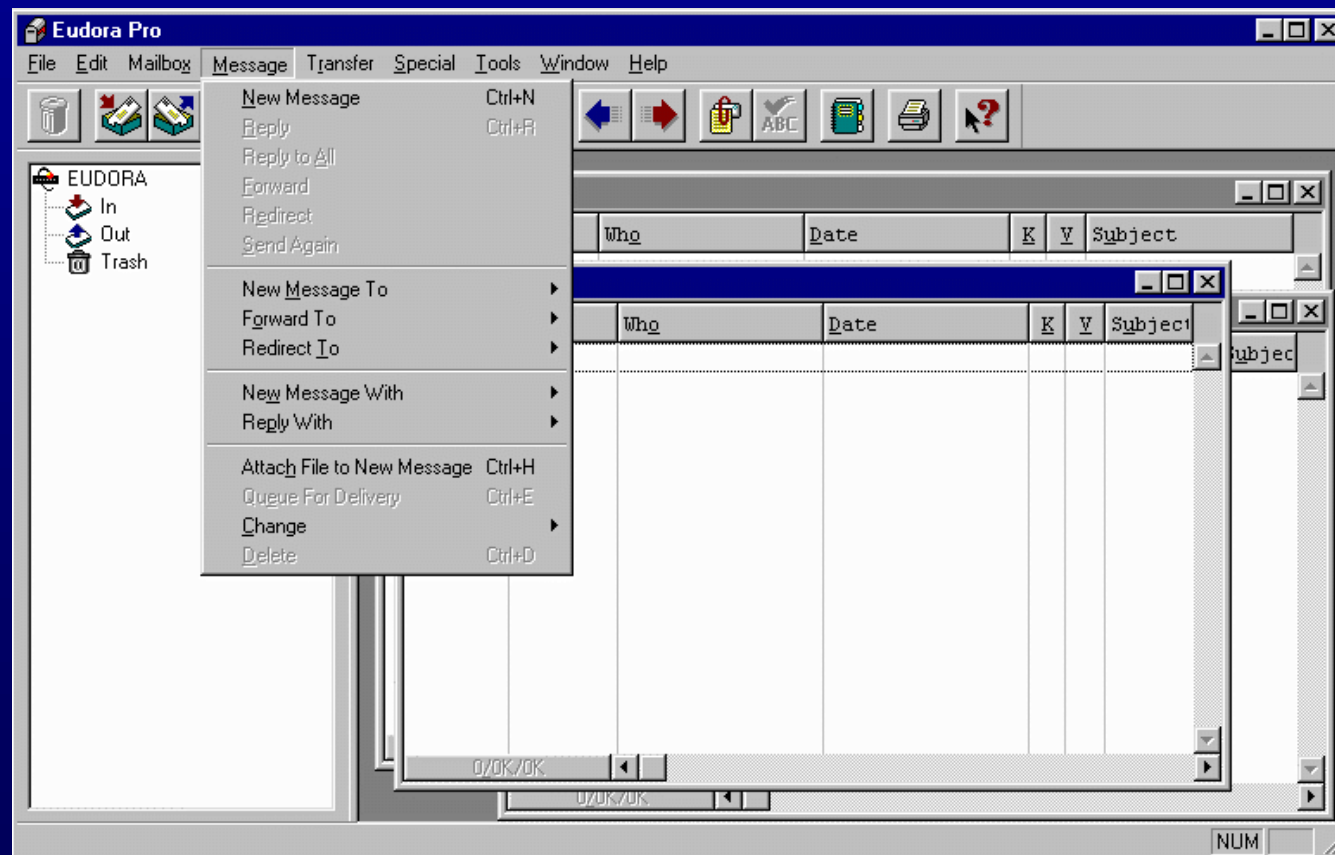 Eudora Pro
File Edit Mailbox Message Transfer Special Tools Window Help
ABC
New Message Ctrl+N
Reply Ctrl+R
Reply to All
Forward
Redirect
Send Again
New Message To
Forward To
Redirect To
New Message With
Reply With
Attach File to New Message Ctrl+H
Queue For Delivery Ctrl+E
Change
Delete Ctrl+D
EUDORA
In
Out
Trash
Who Date K V Subject
Who Date K V Subject
Subjec
0/0K/0K
0/0K/0K
NUM